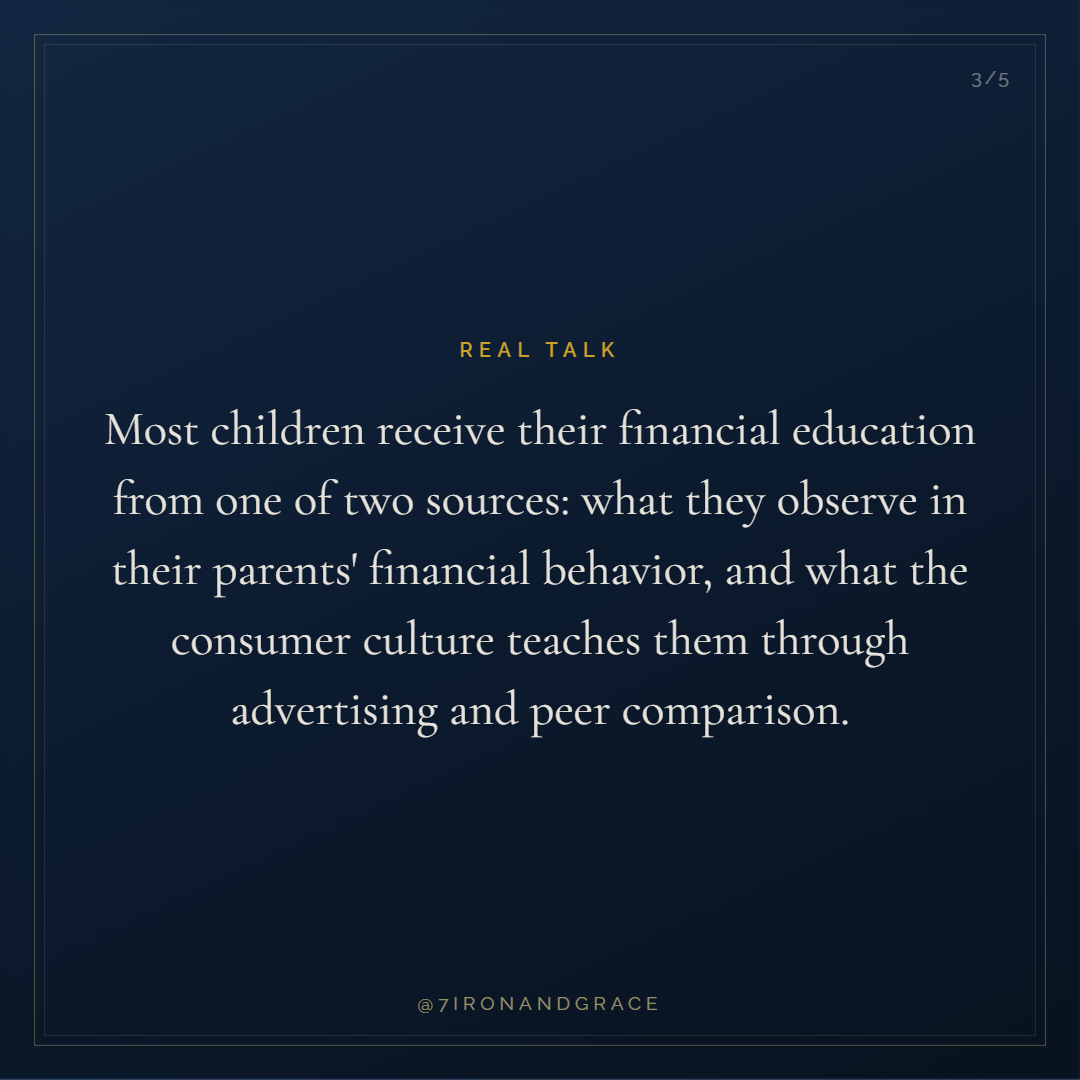 3/5
REAL TALK
Most children receive their financial education
from one of two sources: what they observe in
their parents' financial behavior, and what the
consumer culture teaches them through
advertising and peer comparison.
@7IRONANDGRACE